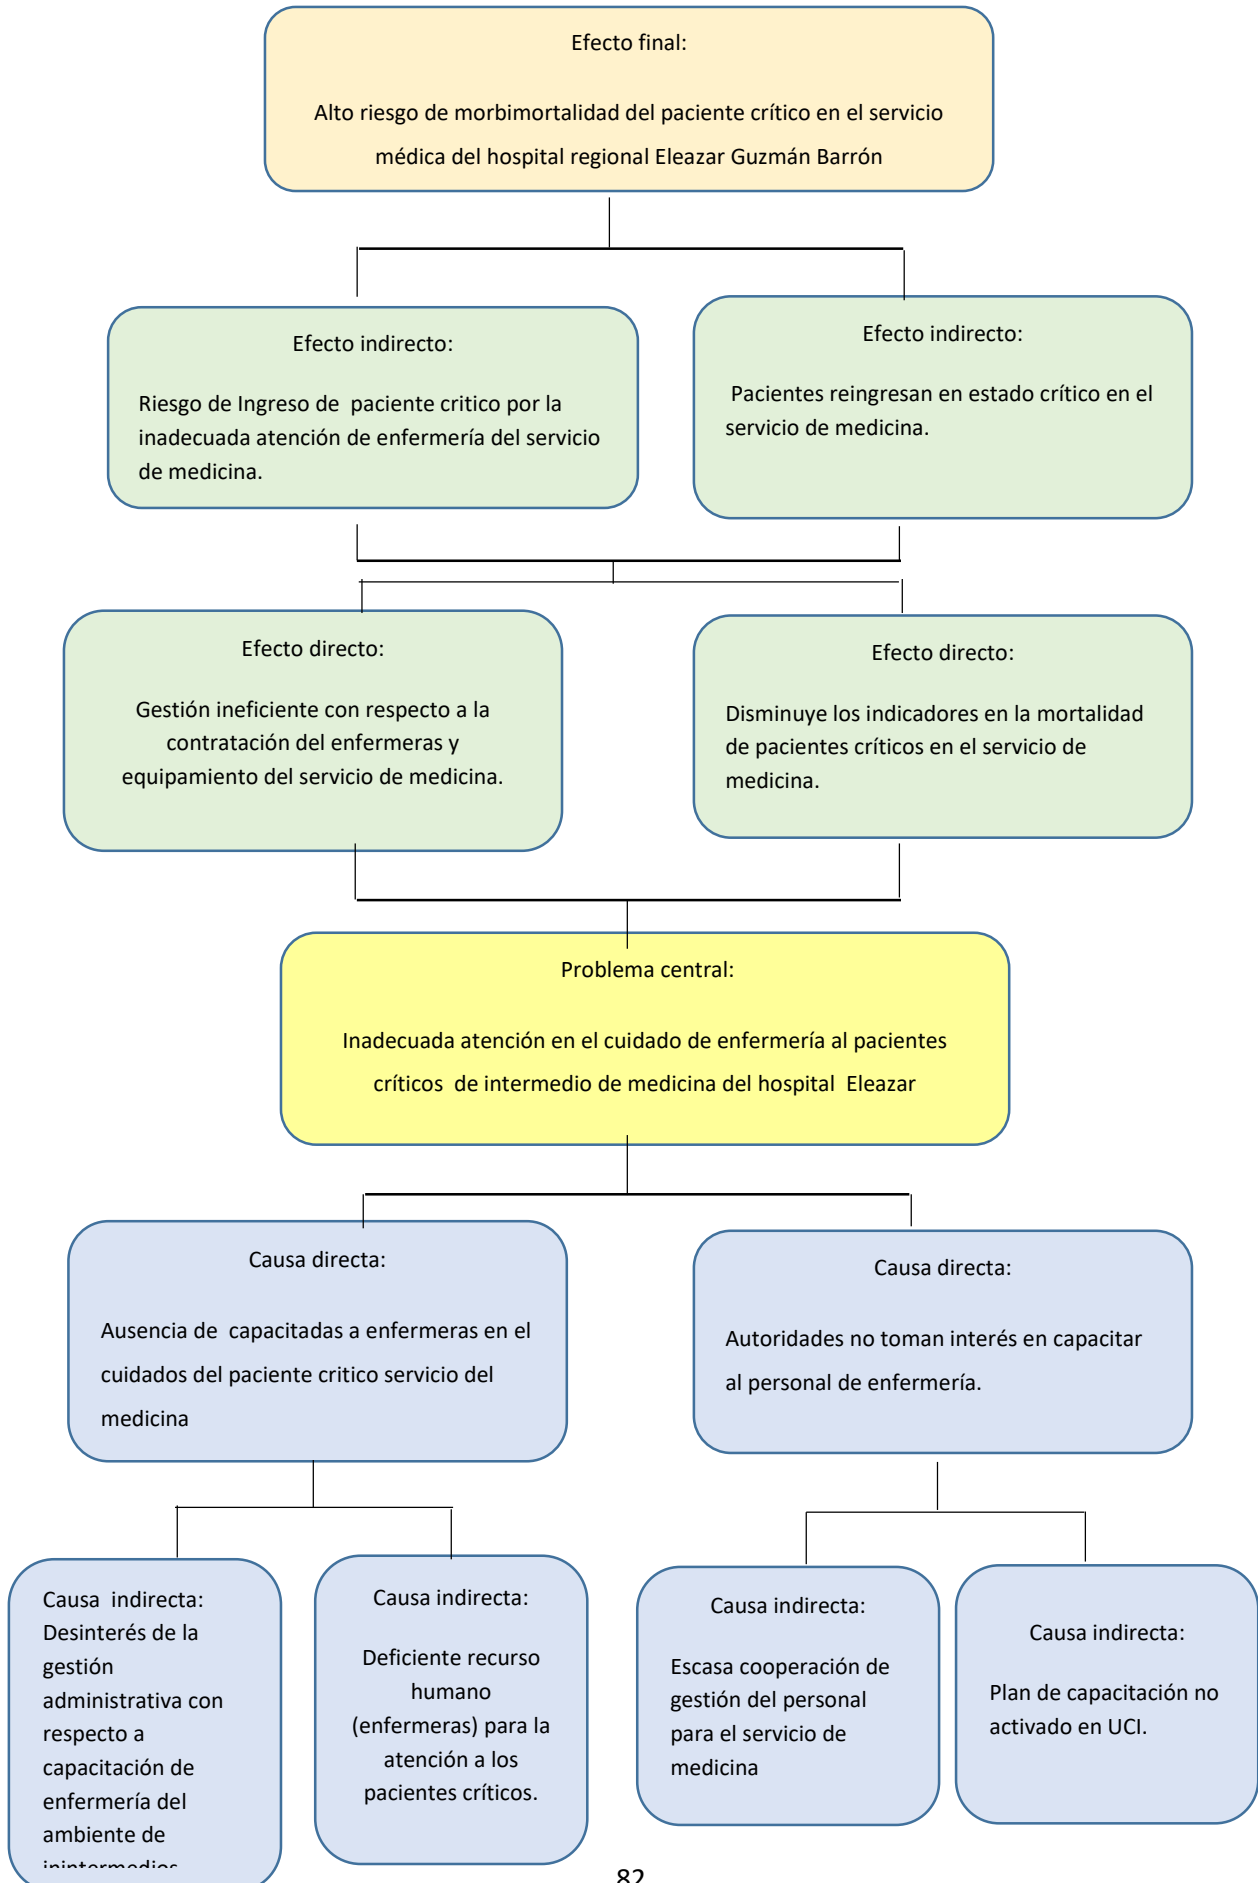 Efecto final:
Alto riesgo de morbimortalidad del paciente crítico en el servicio
médica del hospital regional Eleazar Guzmán Barrón
Efecto indirecto:
Riesgo de Ingreso de  paciente critico por la
inadecuada atención de enfermería del servicio
de medicina.
Efecto indirecto:
Pacientes reingresan en estado crítico en el
servicio de medicina.
Efecto directo:
Gestión ineficiente con respecto a la
contratación del enfermeras y
equipamiento del servicio de medicina.
Efecto directo:
Disminuye los indicadores en la mortalidad
de pacientes críticos en el servicio de
medicina.
Problema central:
Inadecuada atención en el cuidado de enfermería al pacientes
críticos  de intermedio de medicina del hospital  Eleazar
Causa directa:
Ausencia de  capacitadas a enfermeras en el
cuidados del paciente critico servicio del
medicina
Causa directa:
Autoridades no toman interés en capacitar
al personal de enfermería.
Causa  indirecta:
Desinterés de la
gestión
administrativa con
respecto a
capacitación de
enfermería del
ambiente de
inintermedios
Causa indirecta:
Deficiente recurso
humano
(enfermeras) para la
atención a los
pacientes críticos.
Causa indirecta:
Escasa cooperación de
gestión del personal
para el servicio de
medicina
Causa indirecta:
Plan de capacitación no
activado en UCI.
82